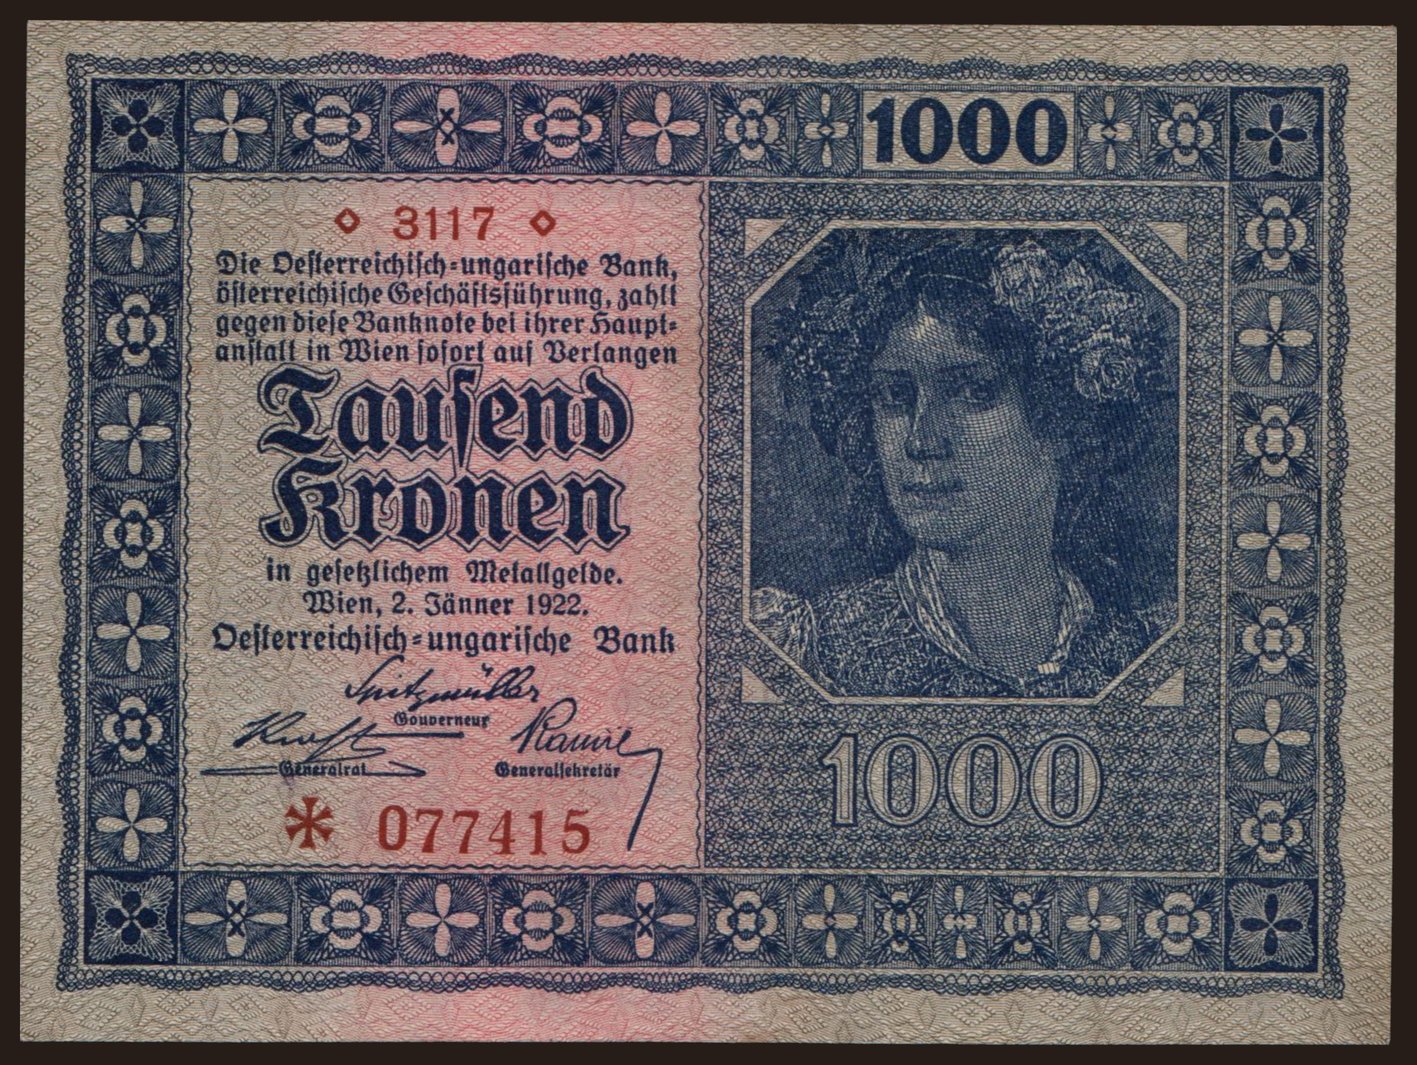 1000
◇ 3117 ◇
Die Oesterreichisch-ungarische Bank,
österreichische Geschäftsführung, zahlt
gegen diese Banknote bei ihrer Haupt-
anstalt in Wien sofort auf Verlangen
Tausend
Kronen
in gesetzlichem Metallgelde.
Wien, 2. Jänner 1922.
Oesterreichisch-ungarische Bank
Spitzmüller
Gouverneur
Generalrat
Generalsekretär
* 077415
1000